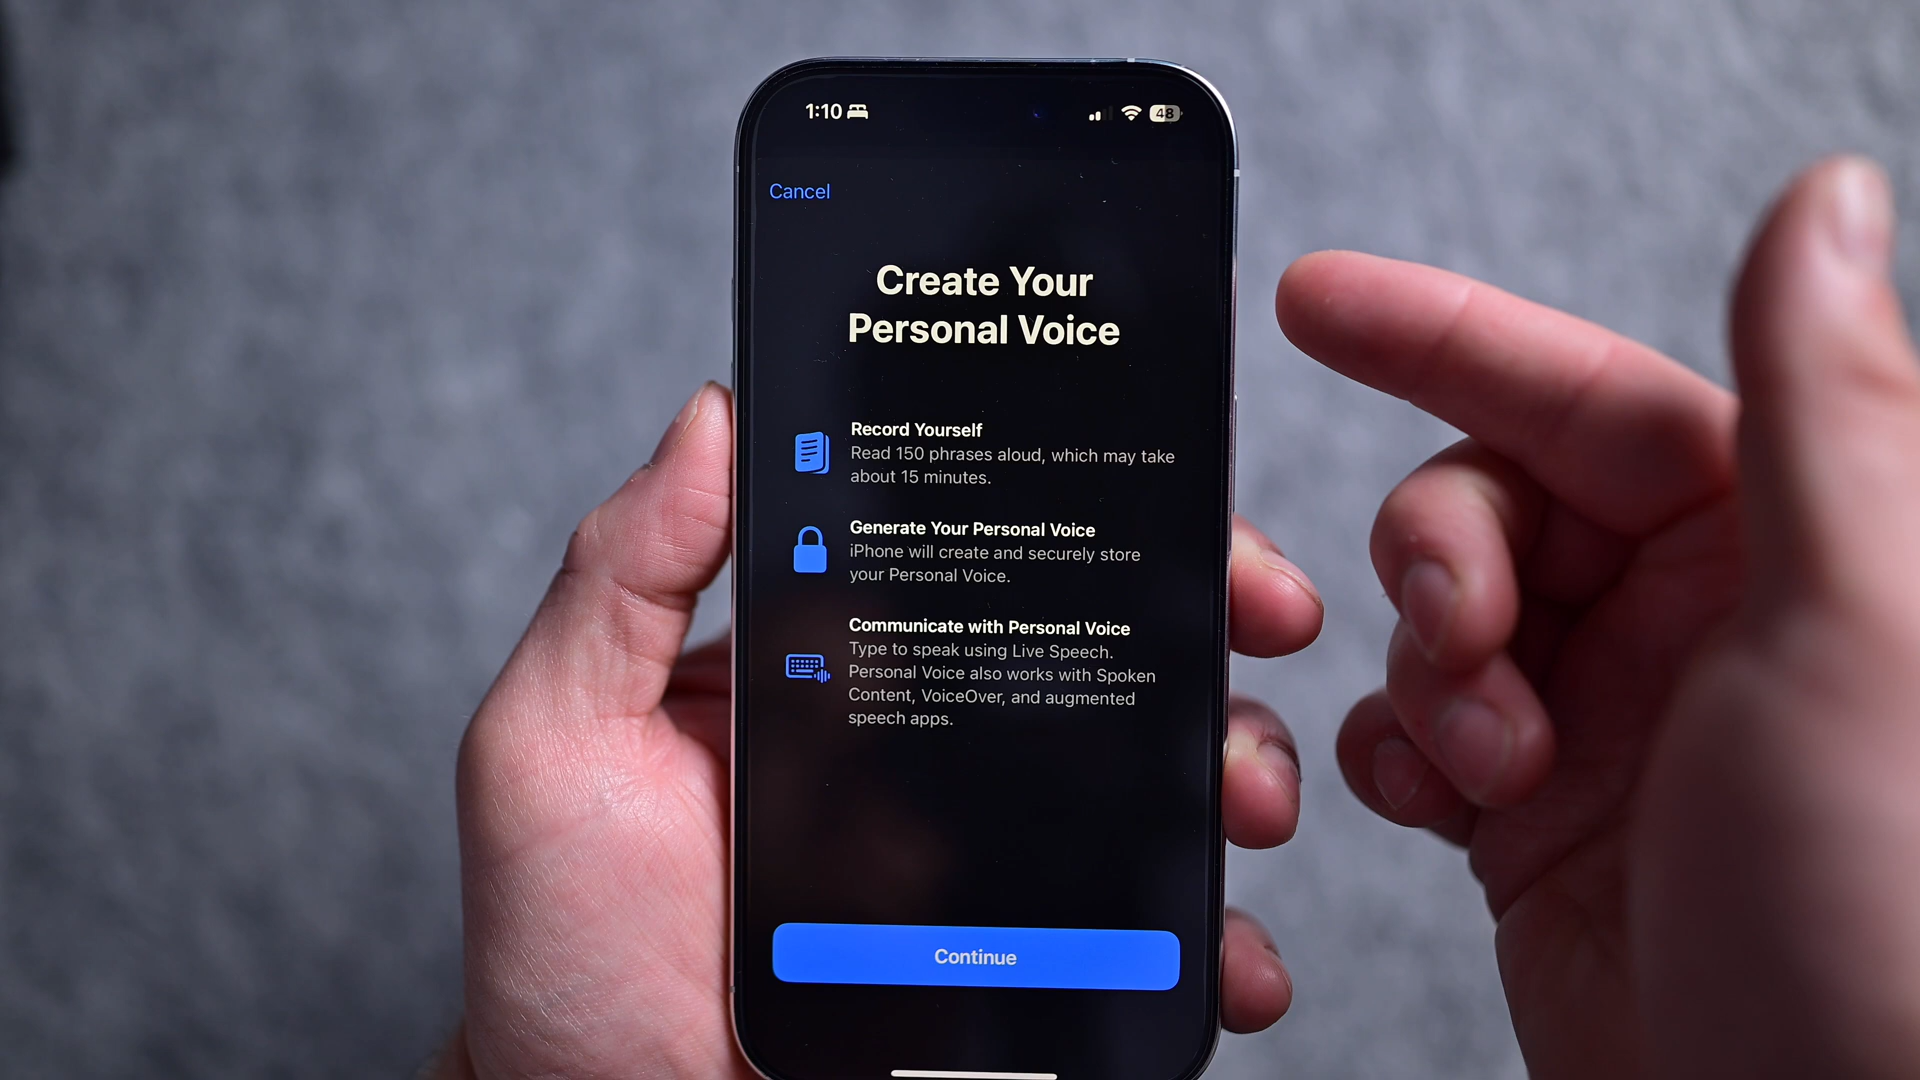 1:10
48
Cancel
Create Your
Personal Voice
Record Yourself
Read 150 phrases aloud, which may take
about 15 minutes.
Generate Your Personal Voice
iPhone will create and securely store
your Personal Voice.
Communicate with Personal Voice
Type to speak using Live Speech.
Personal Voice also works with Spoken
Content, VoiceOver, and augmented
speech apps.
Continue